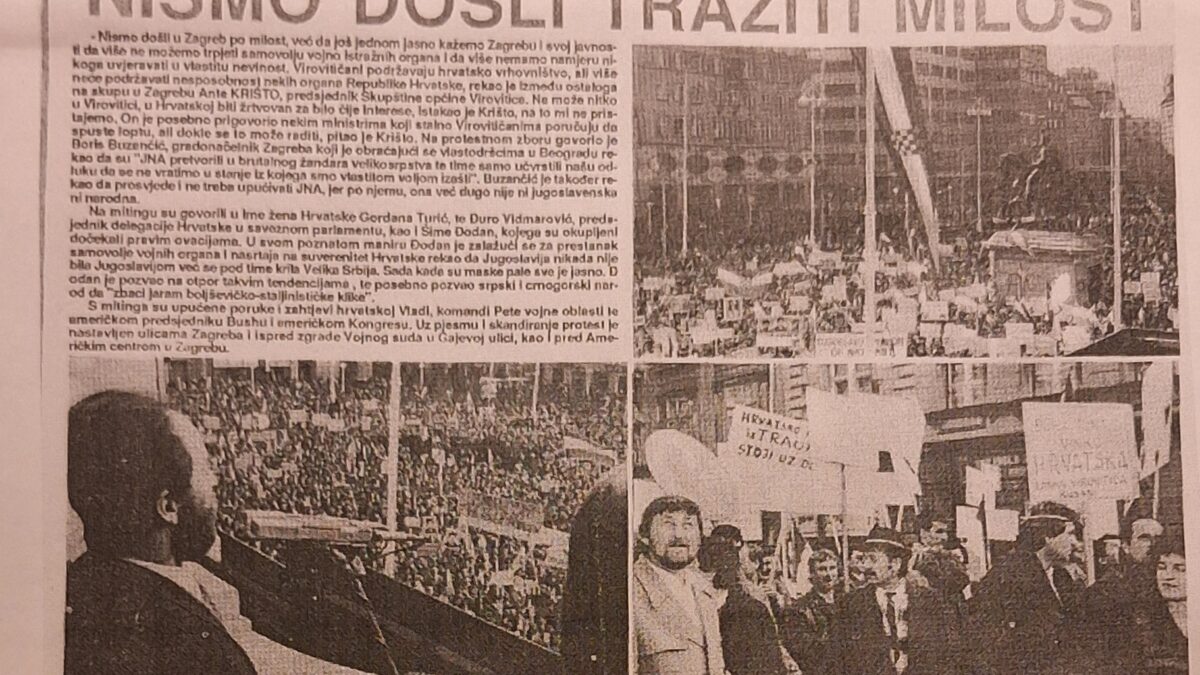 NISMO DOŠLI TRAŽITI MILOST
- Nismo došli u Zagreb po milost, već da još jednom jasno kažemo Zagrebu i svoj javnos-
ti da više ne možemo trpjeti samovolju vojno istražnih organa i da više nemamo namjeru ni-
koga uvjeravati u vlastitu nevinost. Virovitičani podržavaju hrvatsko vrhovništvo, ali više
neće podržavati nesposobnost nekih organa Republike Hrvatske, rekao je između ostaloga
na skupu u Zagrebu Ante KRIŠTO, predsjednik Skupštine općine Virovitice. Ne može nitko
u Virovitici, u Hrvatskoj biti žrtvovan za bilo čije interese, istakao je Krišto, na to mi ne pris-
tajemo. On je posebno prigovorio nekim ministrima koji stalno Virovitičanima poručuju da
spuste loptu, ali dokle se to može raditi, pitao je Krišto. Na protestnom zboru govorio je
Boris Buzančić, gradonačelnik Zagreba koji je obraćajući se vlastodršcima u Beogradu re-
kao da su "JNA pretvorili u brutalnog žandara velikosrpstva te time samo učvrstili našu od-
luku da se ne vratimo u stanje iz kojega smo vlastitom voljom izašli". Buzančić je također re-
kao da prosvjede i ne treba upućivati JNA, jer po njemu, ona već dugo nije ni jugoslavenska
ni narodna.
Na mitingu su govorili u ime žena Hrvatske Gordana Turić, te Đuro Vidmarović, preds-
jednik delegacije Hrvatske u saveznom parlamentu, kao i Šime Đodan, kojega su okupljeni
dočekali pravim ovacijama. U svom poznatom maniru Đodan je zalažući se za prestanak
samovolje vojnih organa i nasrtaja na suverenitet Hrvatske rekao da Jugoslavija nikada nije
bila Jugoslavijom već se pod time krila Velika Srbija. Sada kada su maske pale sve je jasno. Đ
odan je pozvao na otpor takvim tendencijama , te posebno pozvao srpski i crnogorski nar-
od da "zbaci jaram boljševičko-staljinističke klike".
S mitinga su upućene poruke i zahtjevi hrvatskoj Vladi, komandi Pete vojne oblasti te
američkom predsjedniku Bushu i američkom Kongresu. Uz pjesmu i skandiranje protest je
nastavljen ulicama Zagreba i ispred zgrade Vojnog suda u Gajevoj ulici, kao i pred Ame-
ričkim centrom u Zagrebu.
HRVATSKO
ISTRAU
STOJI UZ
HRVATSKA